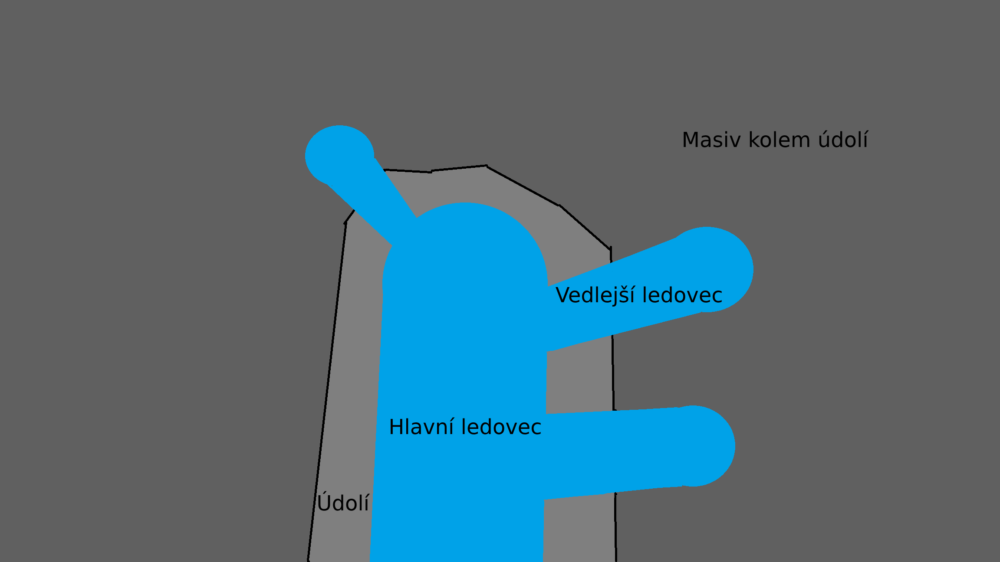 Masiv kolem údolí
Vedlejší ledovec
Hlavní ledovec
Údolí